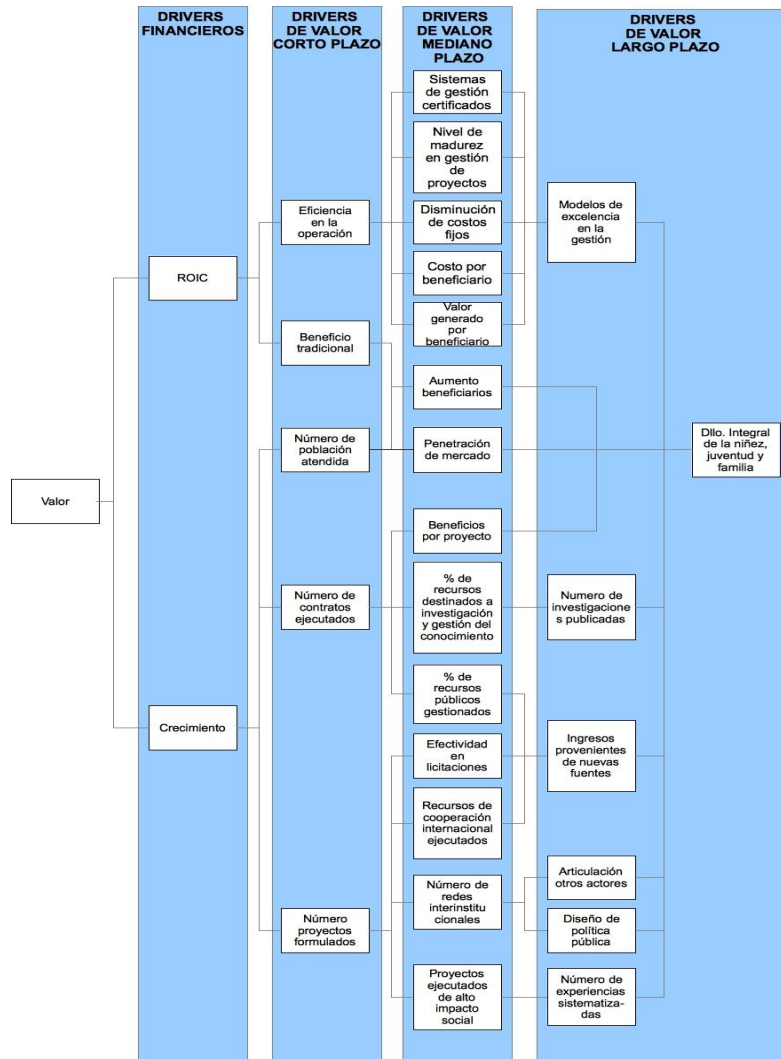 DRIVERS
FINANCIEROS
DRIVERS
DE VALOR
CORTO PLAZO
DRIVERS
DE VALOR
MEDIANO
PLAZO
DRIVERS
DE VALOR
LARGO PLAZO
Valor
ROIC
Crecimiento
Eficiencia
en la
operación
Beneficio
tradicional
Número de
población
atendida
Número de
contratos
ejecutados
Número
proyectos
formulados
Sistemas
de gestión
certificados
Nivel de
madurez en
gestión de
proyectos
Disminución
de costos
fijos
Costo por
beneficiario
Valor
generado
por
beneficiario
Aumento
beneficiarios
Penetración
de mercado
Beneficios
por proyecto
% de
recursos
destinados a
investigación
y gestión del
conocimiento
% de
recursos
públicos
gestionados
Efectividad
en
licitaciones
Recursos de
cooperación
internacional
ejecutados
Número de
redes
interinstitu
cionales
Proyectos
ejecutados
de alto
impacto
social
Modelos de
excelencia
en la
gestión
Numero de
investigacione
s publicadas
Ingresos
provenientes
de nuevas
fuentes
Articulación
otros actores
Diseño de
política
pública
Número de
experiencias
sistematiza-
das
Dllo. Integral
de la niñez,
juventud y
familia